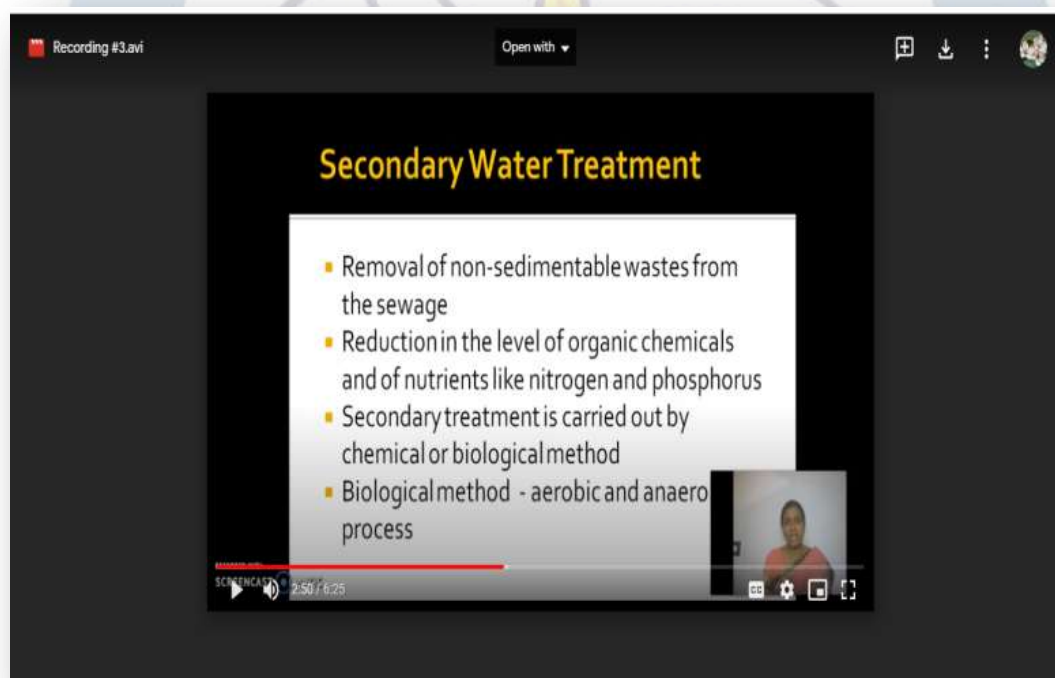 Recording #3.avi
Open with
Secondary Water Treatment
Removal of non-sedimentable wastes from
the sewage
Reduction in the level of organic chemicals
and of nutrients like nitrogen and phosphorus
Secondary treatment is carried out by
chemical or biological method
Biological method - aerobic and anaero
process
2:50 / 6:25
CC